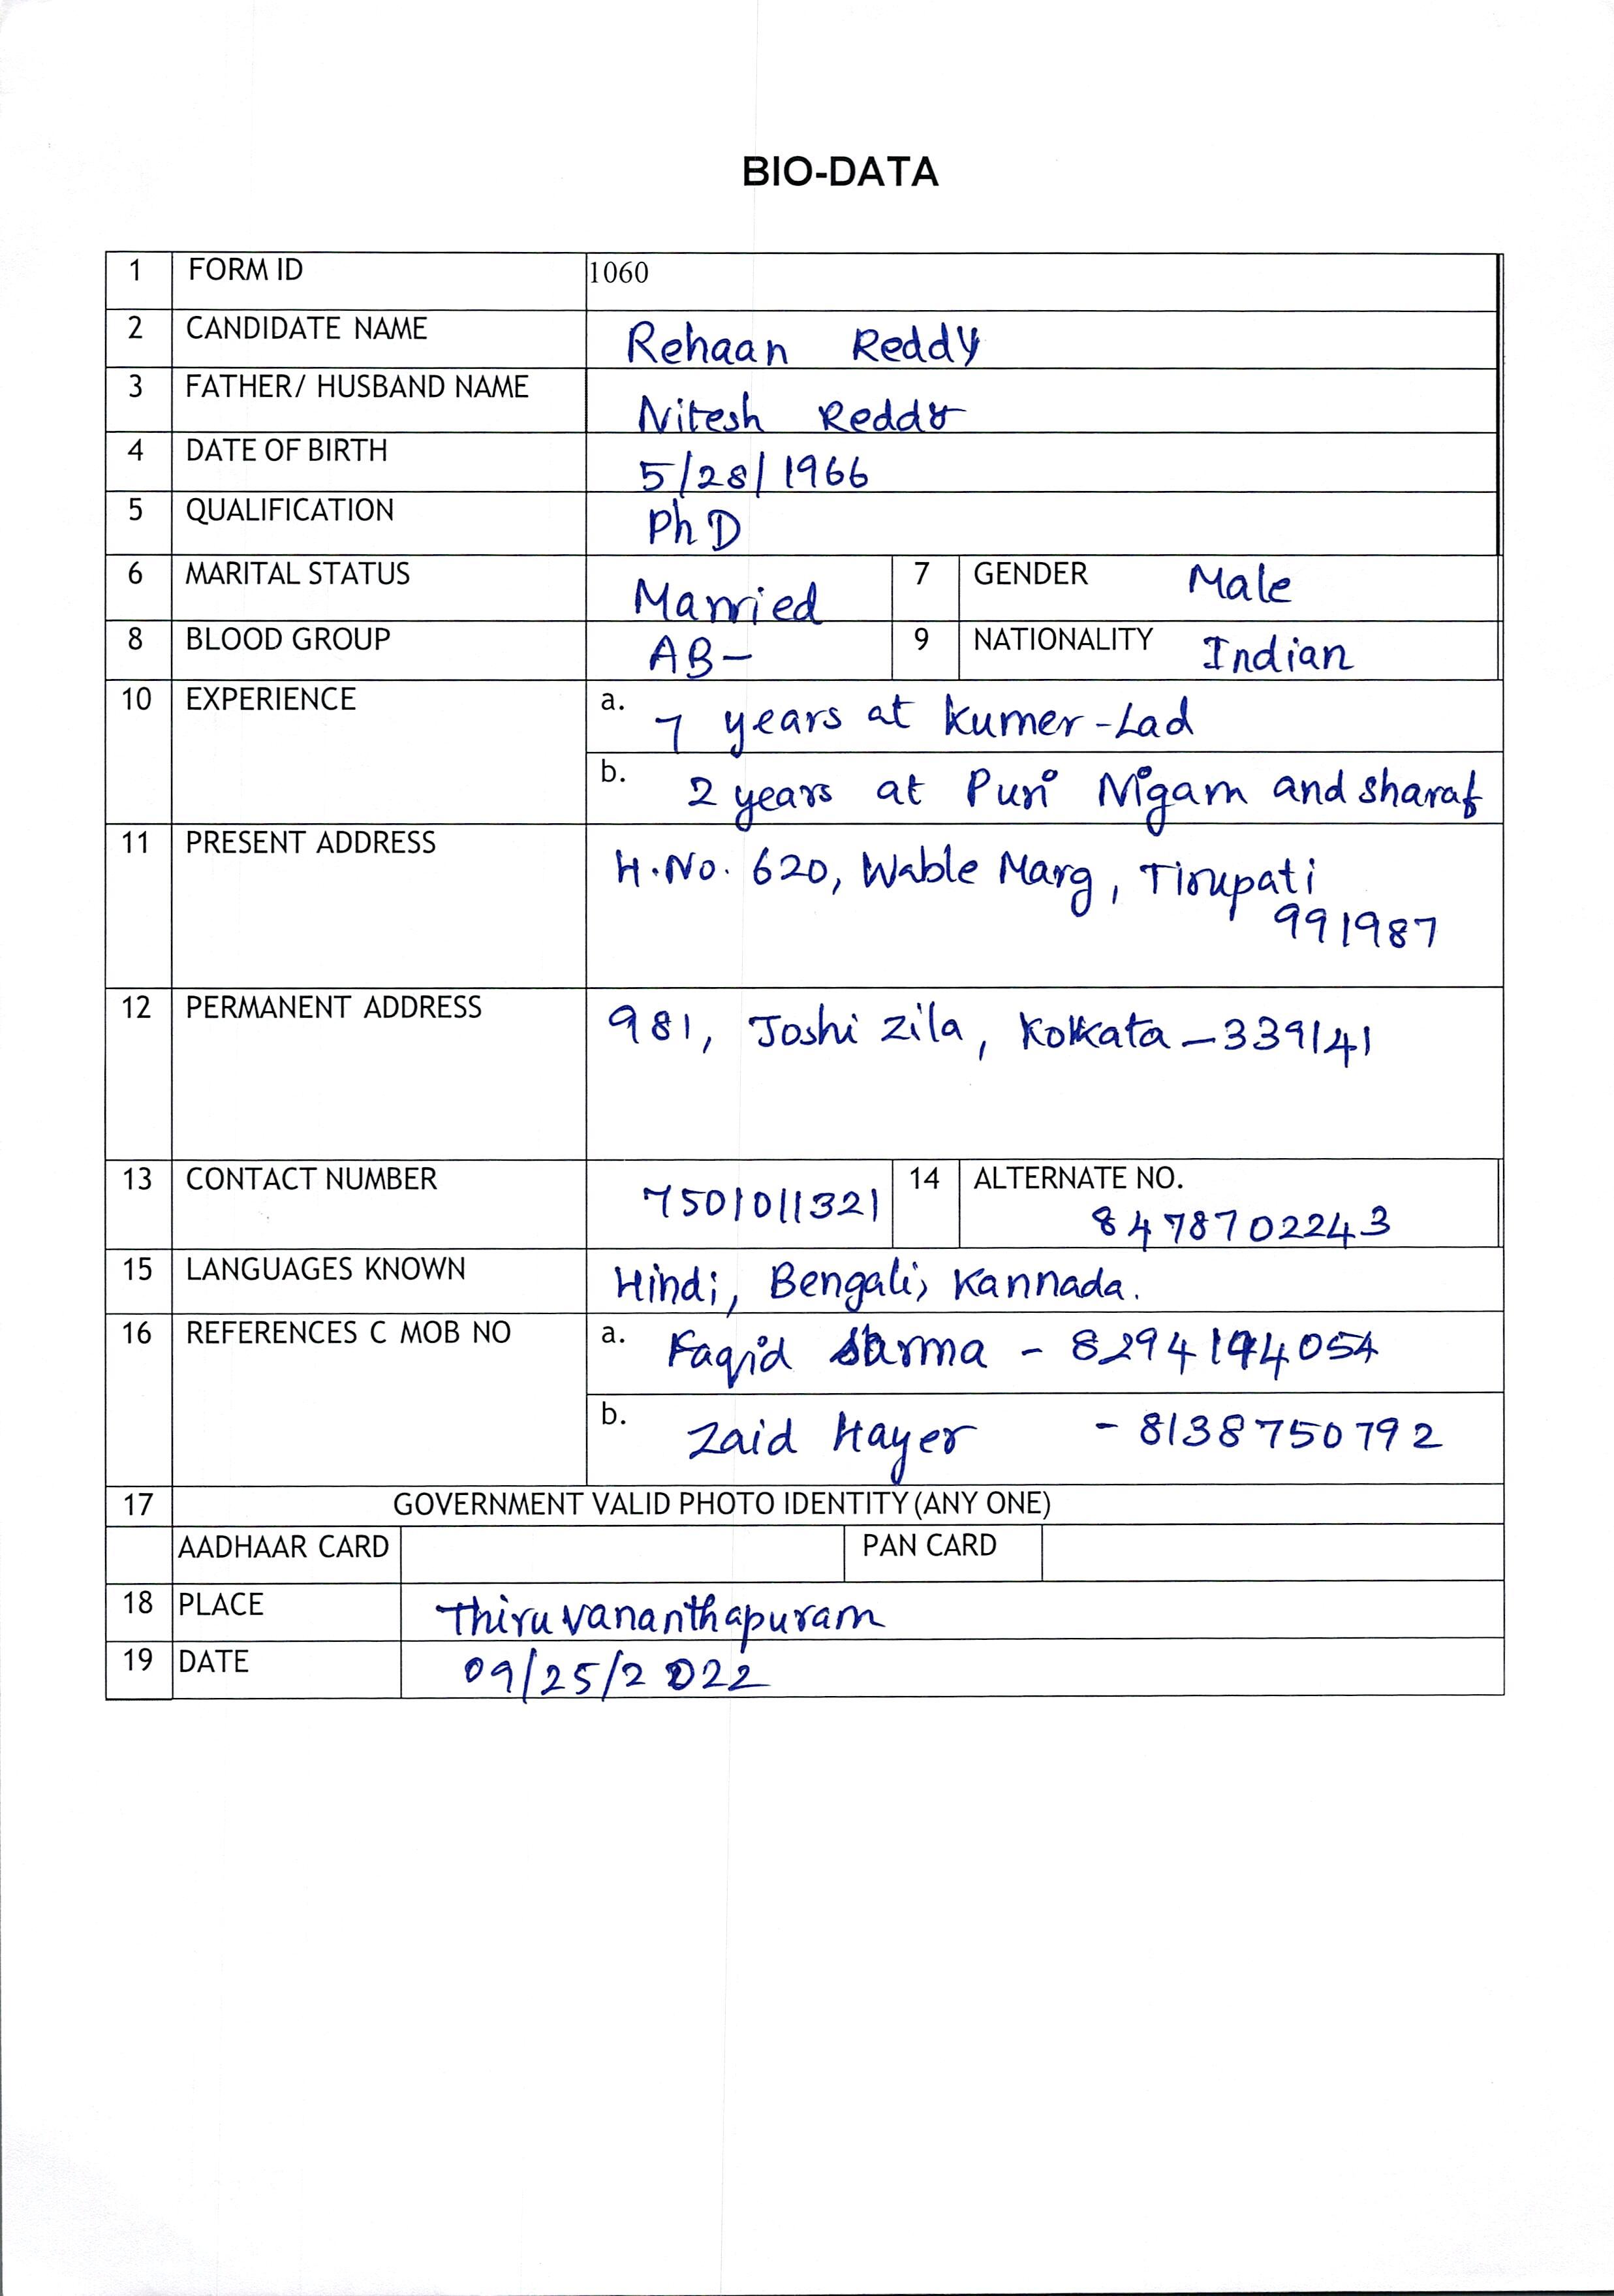 BIO-DATA
1 FORM ID 1060
2 CANDIDATE NAME Rehaan Reddy
3 FATHER/ HUSBAND NAME Nitesh Reddy
4 DATE OF BIRTH 5/28/1966
5 QUALIFICATION PhD
6 MARITAL STATUS Married 7 GENDER Male
8 BLOOD GROUP AB- 9 NATIONALITY Indian
10 EXPERIENCE a. 7 years at Kumer-Lad
b. 2 years at Puri Nigam and Sharaf
11 PRESENT ADDRESS H.No. 620, Wable Marg, Tirupati
991987
12 PERMANENT ADDRESS 981, Joshi Zila, Kolkata - 339141
13 CONTACT NUMBER 7501011321 14 ALTERNATE NO.
8478702243
15 LANGUAGES KNOWN Hindi, Bengali, Kannada.
16 REFERENCES C MOB NO a. Faqid Sarma - 8294194054
b. Zaid Hayer - 8138750792
17 GOVERNMENT VALID PHOTO IDENTITY (ANY ONE)
AADHAAR CARD PAN CARD
18 PLACE Thiruvananthapuram
19 DATE 09/25/2022